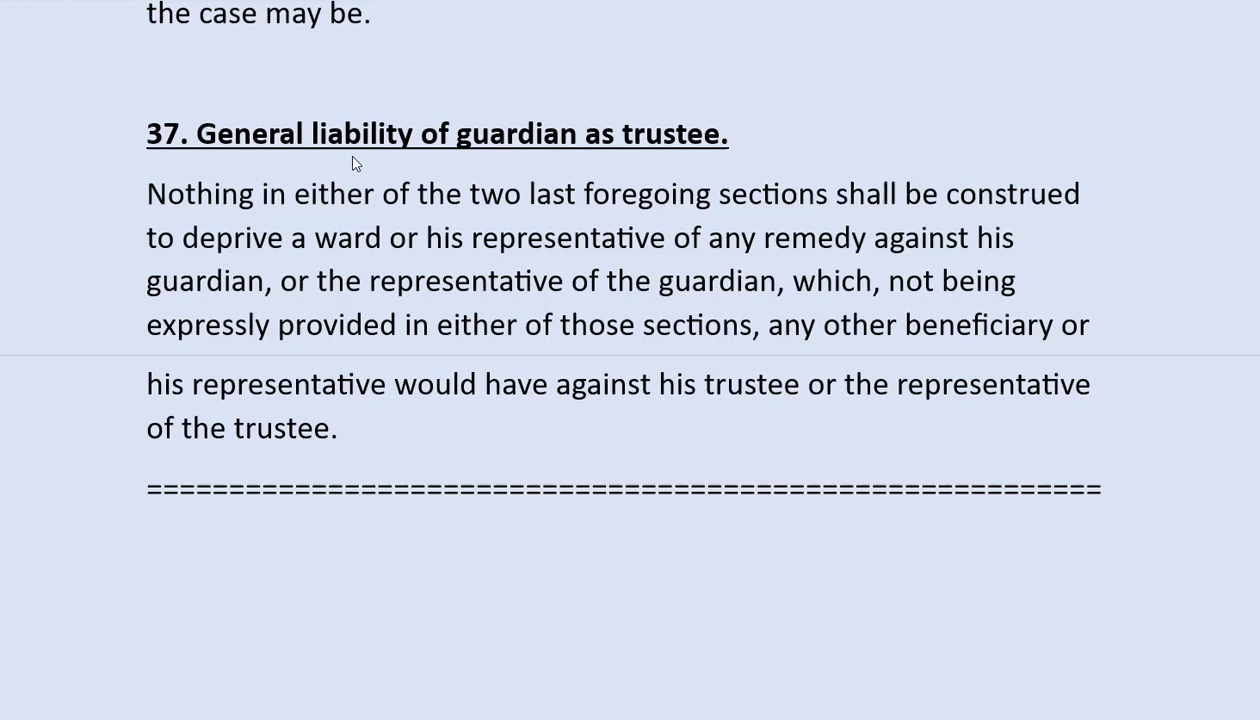 the case may be.
37. General liability of guardian as trustee.
Nothing in either of the two last foregoing sections shall be construed
to deprive a ward or his representative of any remedy against his
guardian, or the representative of the guardian, which, not being
expressly provided in either of those sections, any other beneficiary or
his representative would have against his trustee or the representative
of the trustee.
==========================================================